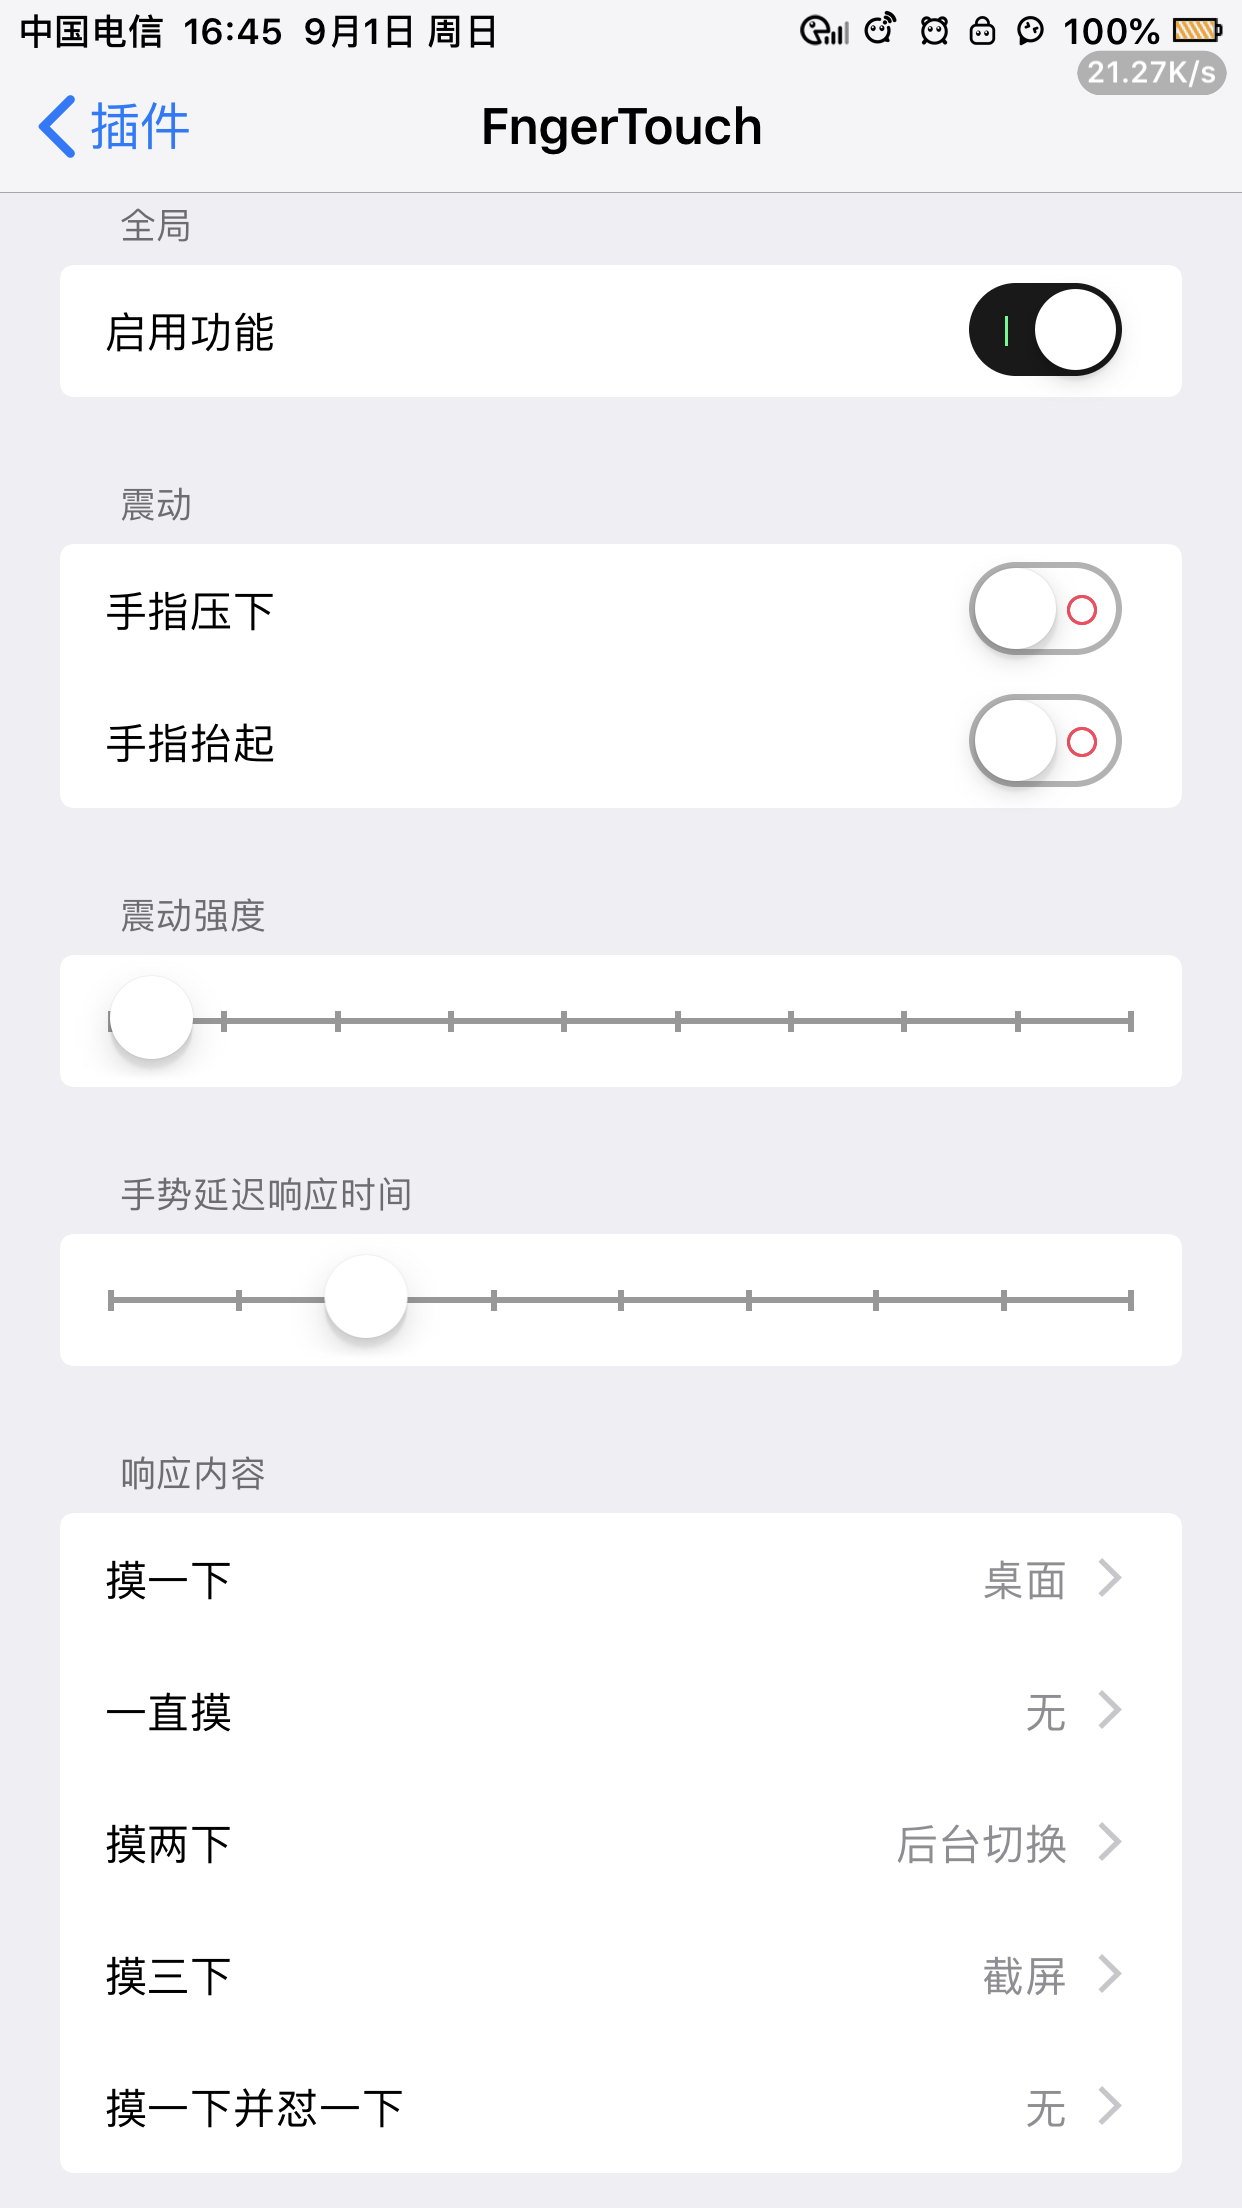 中国电信 16:45 9月1日 周日 100%
21.27K/s
插件 FngerTouch
全局
启用功能
震动
手指压下
手指抬起
震动强度
手势延迟响应时间
响应内容
摸一下 桌面
一直摸 无
摸两下 后台切换
摸三下 截屏
摸一下并怼一下 无